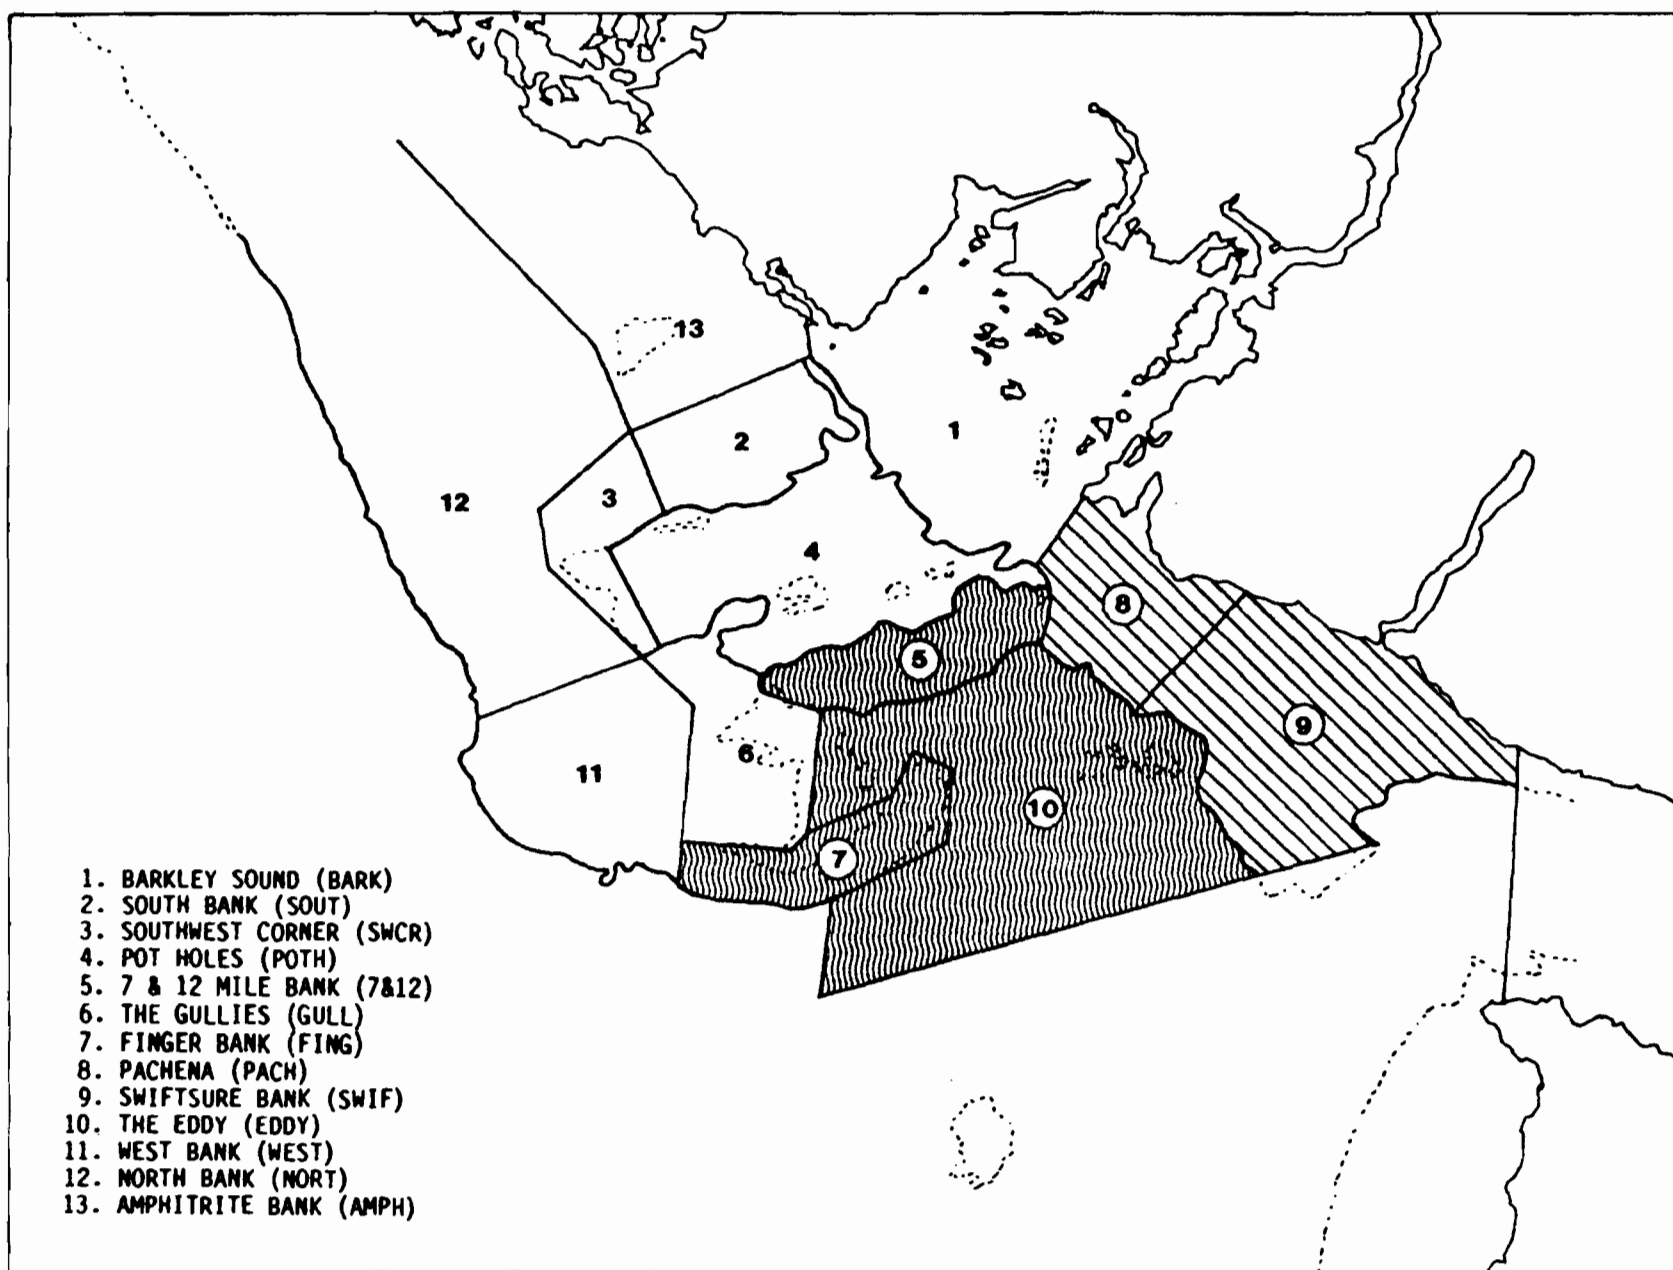 13
2
1
3
12
4
8
5
9
6
11
10
7
1. BARKLEY SOUND (BARK)
2. SOUTH BANK (SOUT)
3. SOUTHWEST CORNER (SWCR)
4. POT HOLES (POTH)
5. 7 & 12 MILE BANK (7&12)
6. THE GULLIES (GULL)
7. FINGER BANK (FING)
8. PACHENA (PACH)
9. SWIFTSURE BANK (SWIF)
10. THE EDDY (EDDY)
11. WEST BANK (WEST)
12. NORTH BANK (NORT)
13. AMPHITRITE BANK (AMPH)